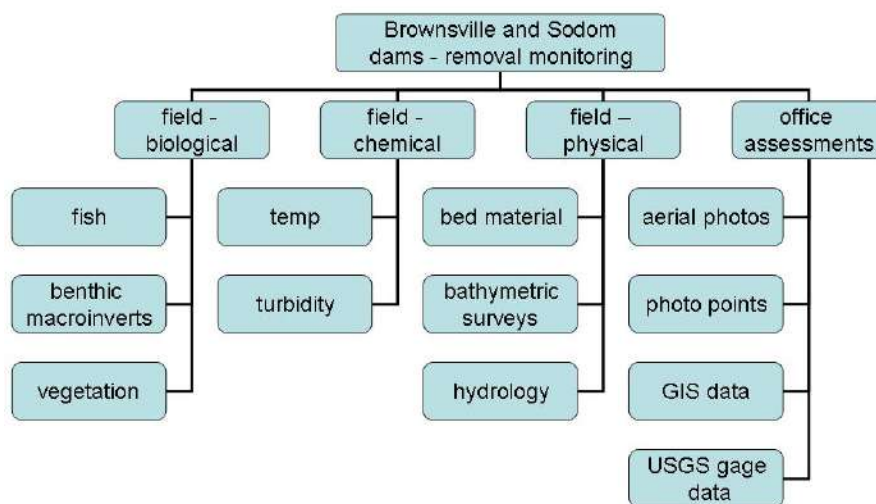 Brownsville and Sodom
dams - removal monitoring
field -
biological
field -
chemical
field –
physical
office
assessments
fish
temp
bed material
aerial photos
benthic
macroinverts
turbidity
bathymetric
surveys
photo points
vegetation
hydrology
GIS data
USGS gage
data